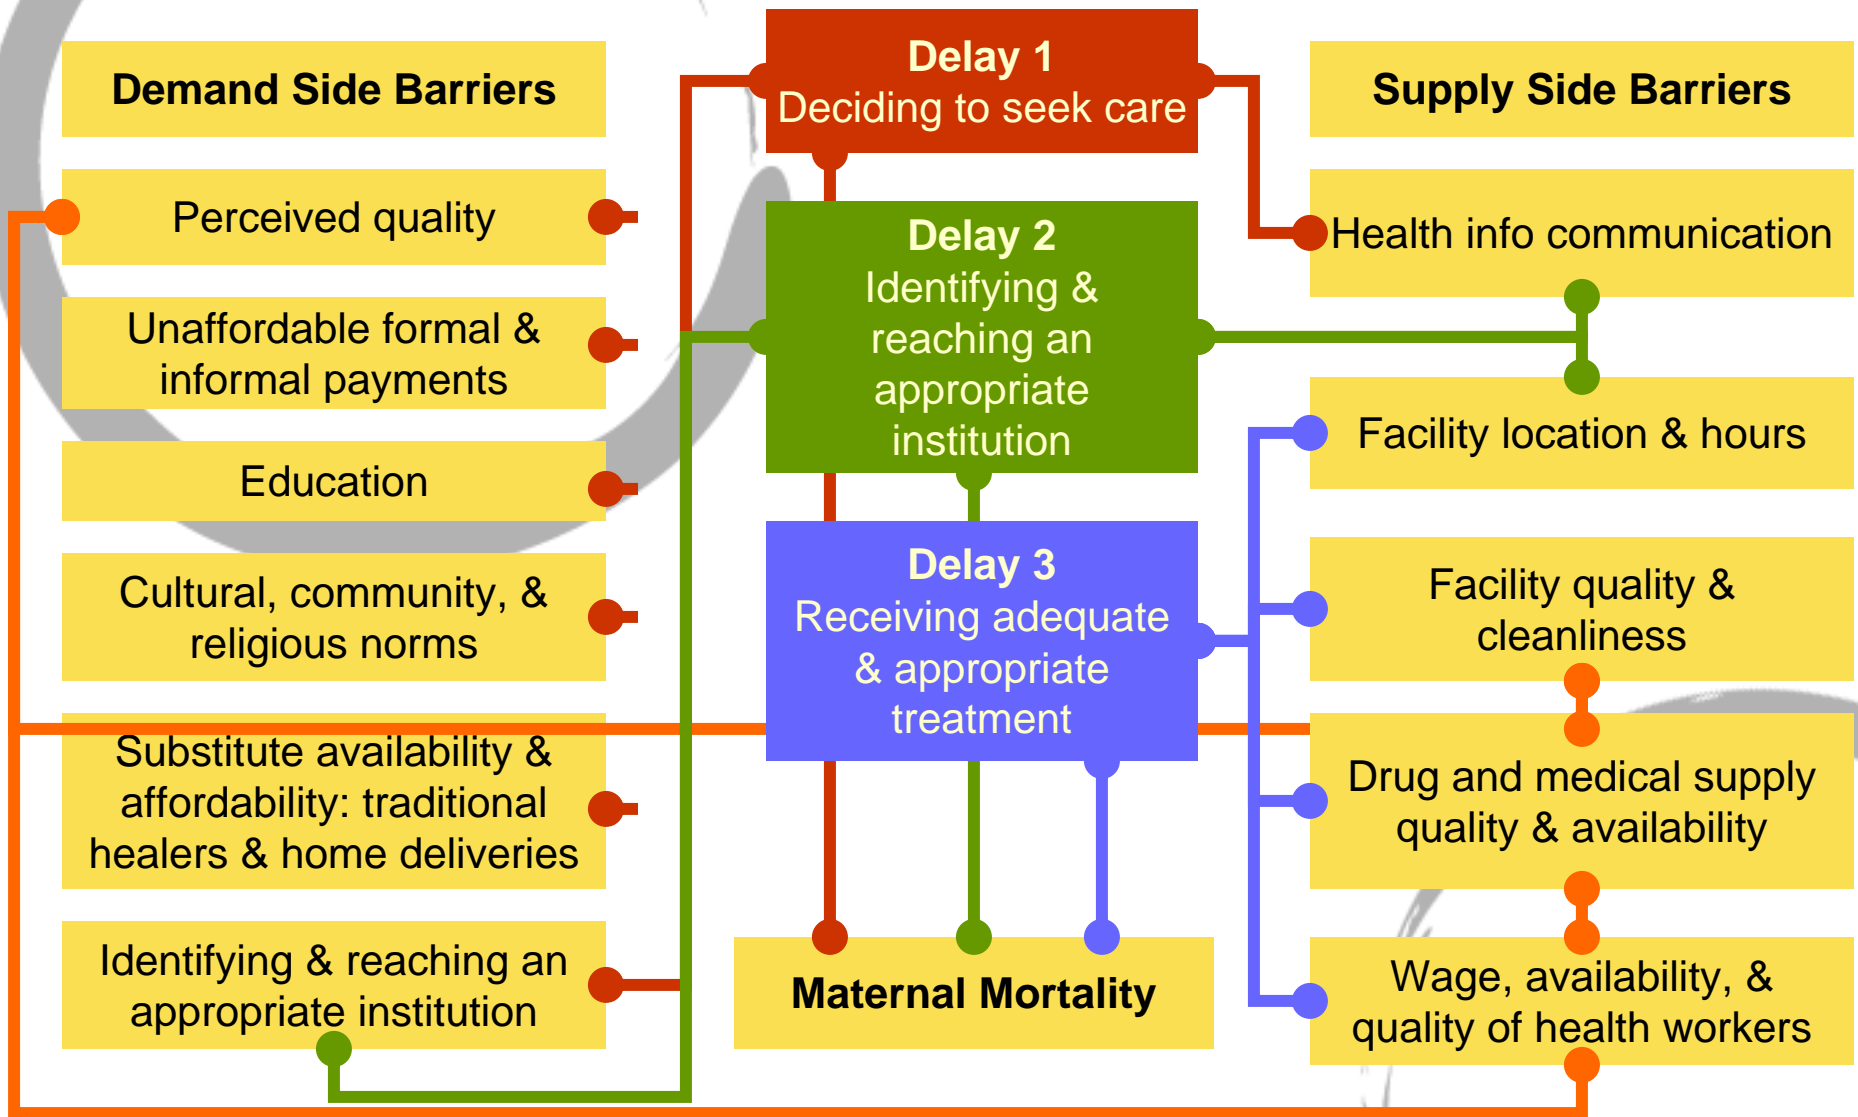 Demand Side Barriers
Perceived quality
Unaffordable formal &
informal payments
Education
Cultural, community, &
religious norms
Substitute availability &
affordability: traditional
healers & home deliveries
Identifying & reaching an
appropriate institution
Delay 1
Deciding to seek care
Delay 2
Identifying &
reaching an
appropriate
institution
Delay 3
Receiving adequate
& appropriate
treatment
Maternal Mortality
Supply Side Barriers
Health info communication
Facility location & hours
Facility quality &
cleanliness
Drug and medical supply
quality & availability
Wage, availability, &
quality of health workers